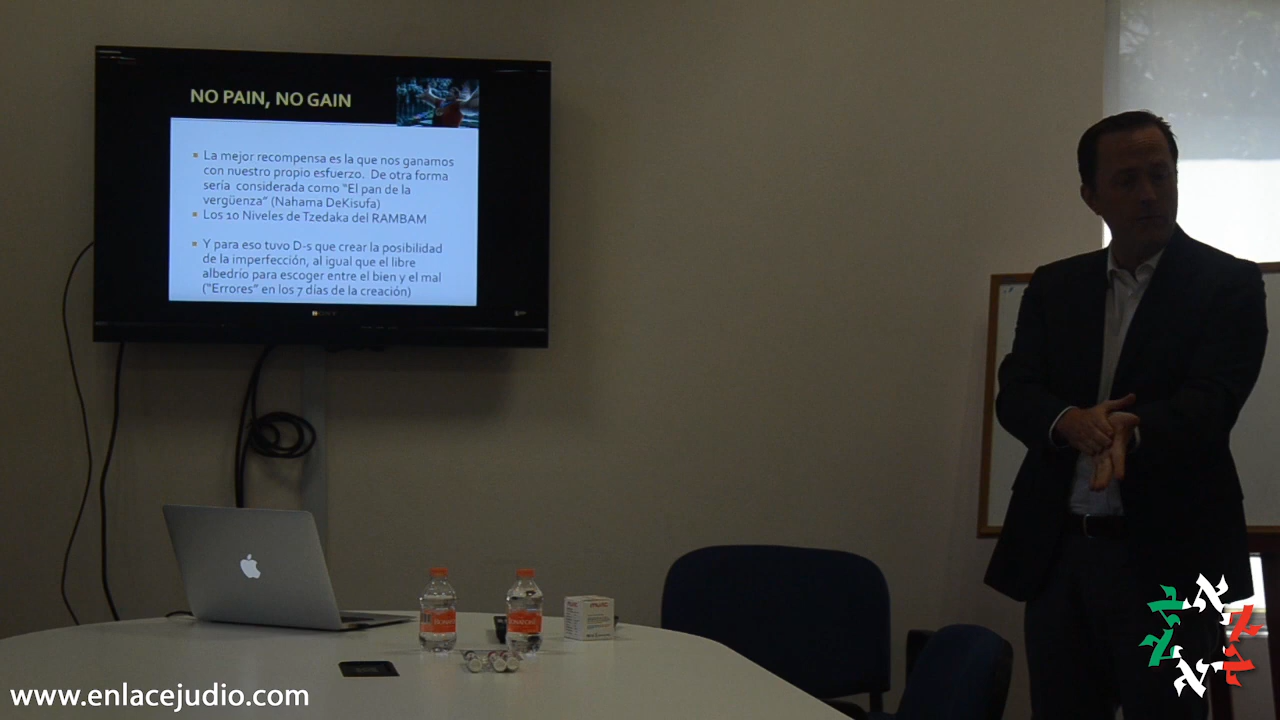 NO PAIN, NO GAIN
La mejor recompensa es la que nos ganamos
con nuestro propio esfuerzo. De otra forma
sería considerada como "El pan de la
vergüenza" (Nahama DeKisufa)
Los 10 Niveles de Tzedaka del RAMBAM
Y para eso tuvo D-s que crear la posibilidad
de la imperfección, al igual que el libre
albedrío para escoger entre el bien y el mal
("Errores" en los 7 días de la creación)
SONY
BONAFONT
BONAFONT
www.enlacejudio.com